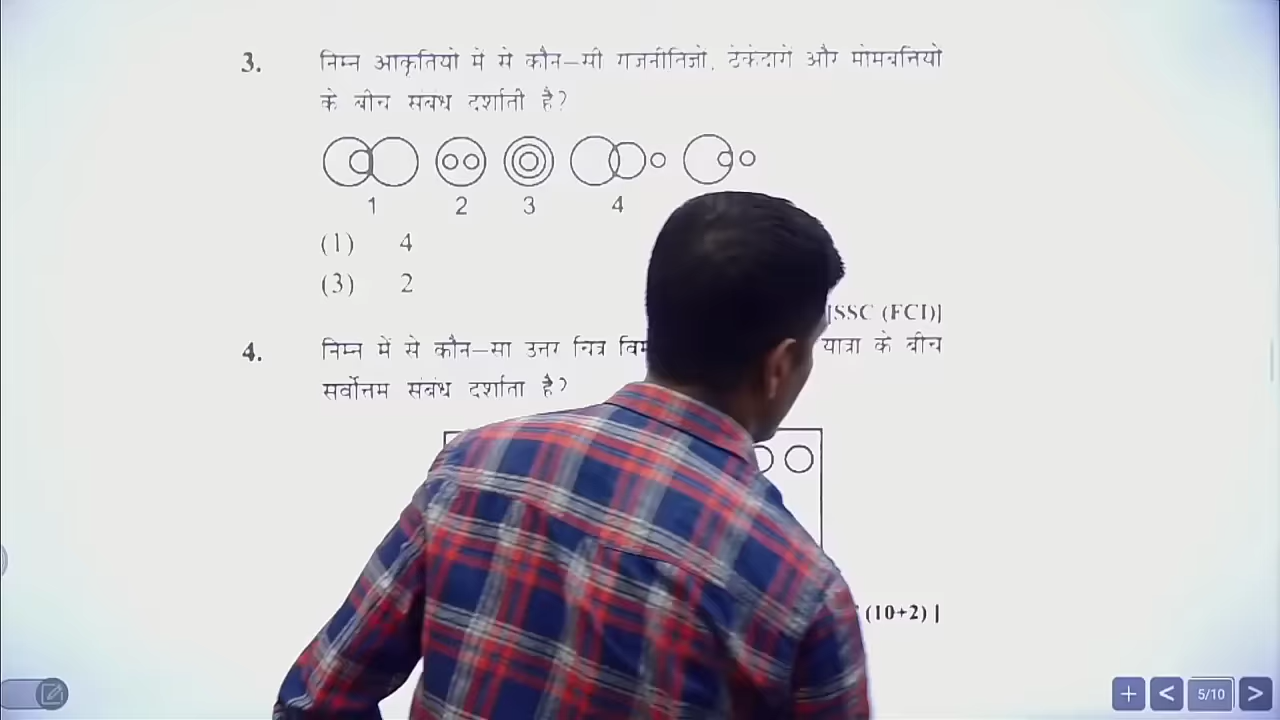 3. निम्न आकृतियों में से कौन–सी राजनीतिज्ञों, ठेकेदारों और मोमबत्तियों
के बीच संबंध दर्शाती है?
1 2 3 4
(1) 4
(3) 2
[SSC (FCI)]
4. निम्न में से कौन–सा उत्तर चित्र यात्रा के बीच
सर्वोत्तम संबंध दर्शाता है?
(10+2) ]
5/10